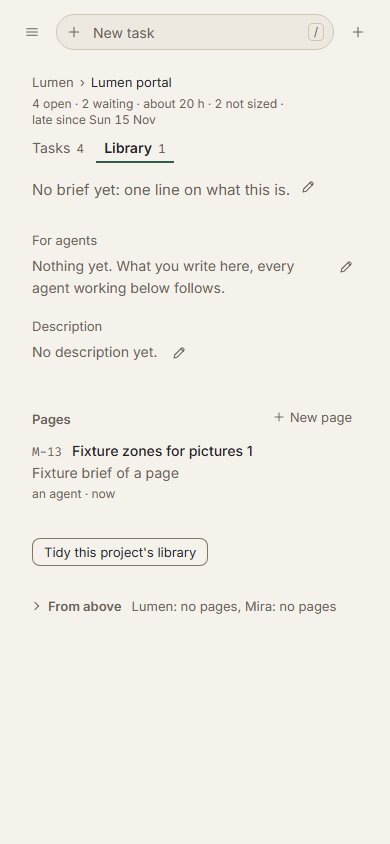 New task /
Lumen › Lumen portal
4 open · 2 waiting · about 20 h · 2 not sized ·
late since Sun 15 Nov
Tasks 4 Library 1
No brief yet: one line on what this is.
For agents
Nothing yet. What you write here, every
agent working below follows.
Description
No description yet.
Pages + New page
M-13 Fixture zones for pictures 1
Fixture brief of a page
an agent · now
Tidy this project's library
From above Lumen: no pages, Mira: no pages